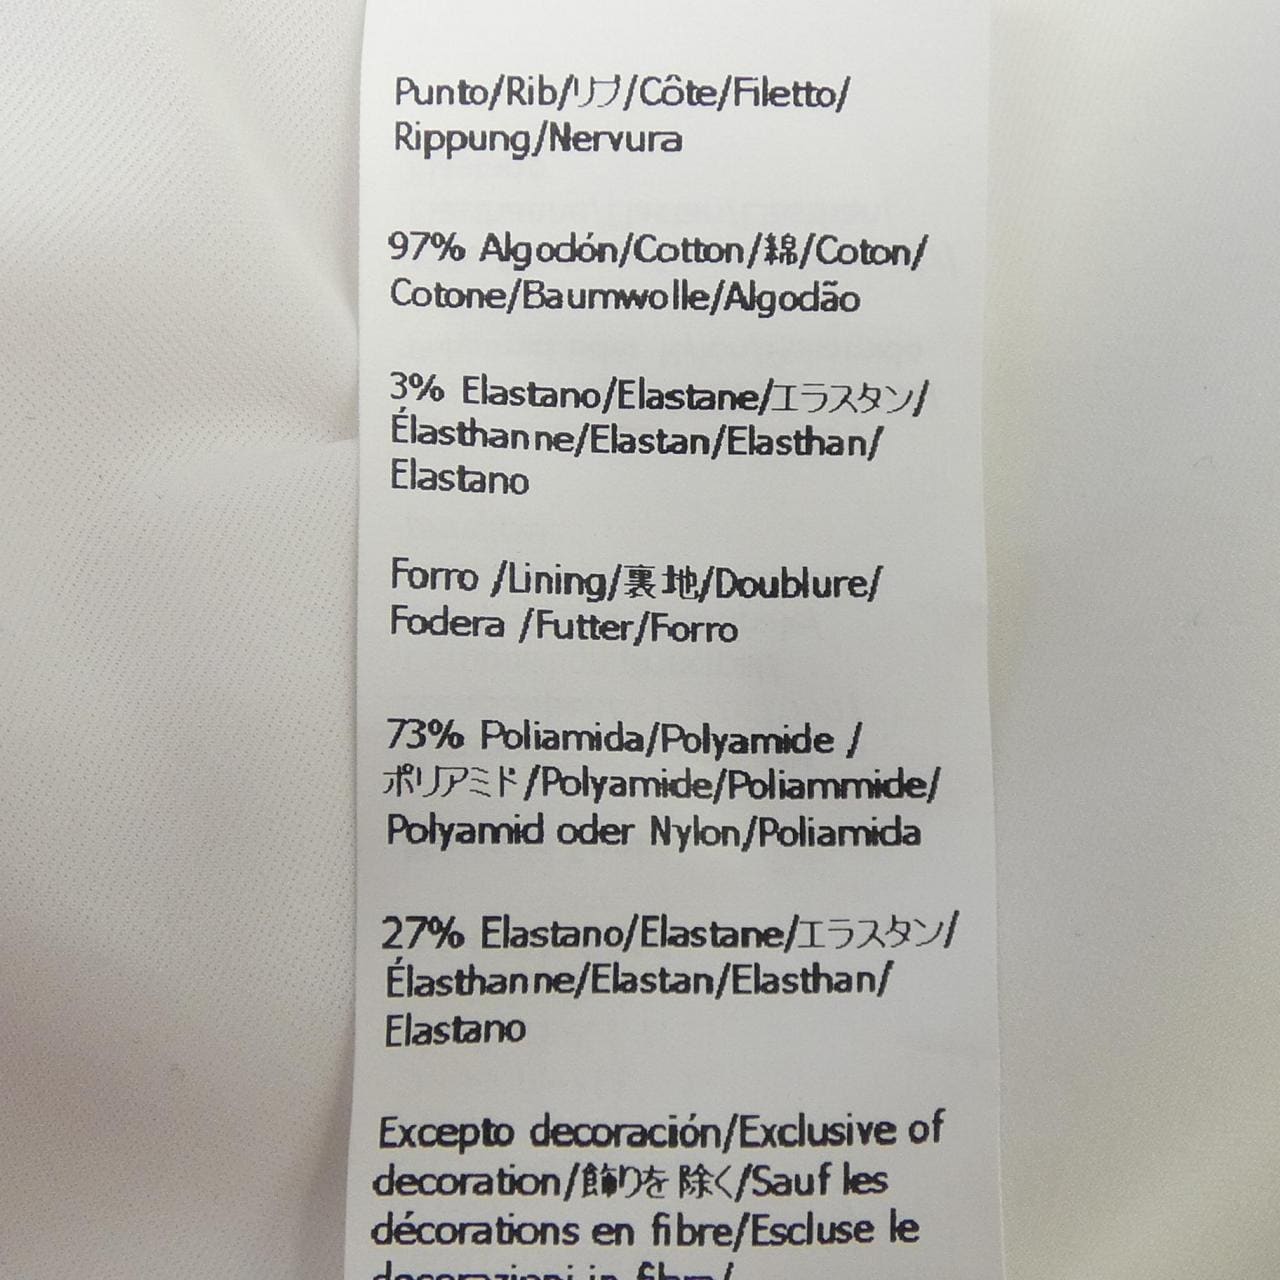 Punto/Rib/リブ/Côte/Filetto/
Rippung/Nervura
97% Algodón/Cotton/綿/Coton/
Cotone/Baumwolle/Algodão
3% Elastano/Elastane/エラスタン/
Élasthanne/Elastan/Elasthan/
Elastano
Forro /Lining/裏地/Doublure/
Fodera /Futter/Forro
73% Poliamida/Polyamide /
ポリアミド/Polyamide/Poliammide/
Polyamid oder Nylon/Poliamida
27% Elastano/Elastane/エラスタン/
Élasthanne/Elastan/Elasthan/
Elastano
Excepto decoración/Exclusive of
decoration/飾りを除く/Sauf les
décorations en fibre/Escluse le
decorazioni in fibra/